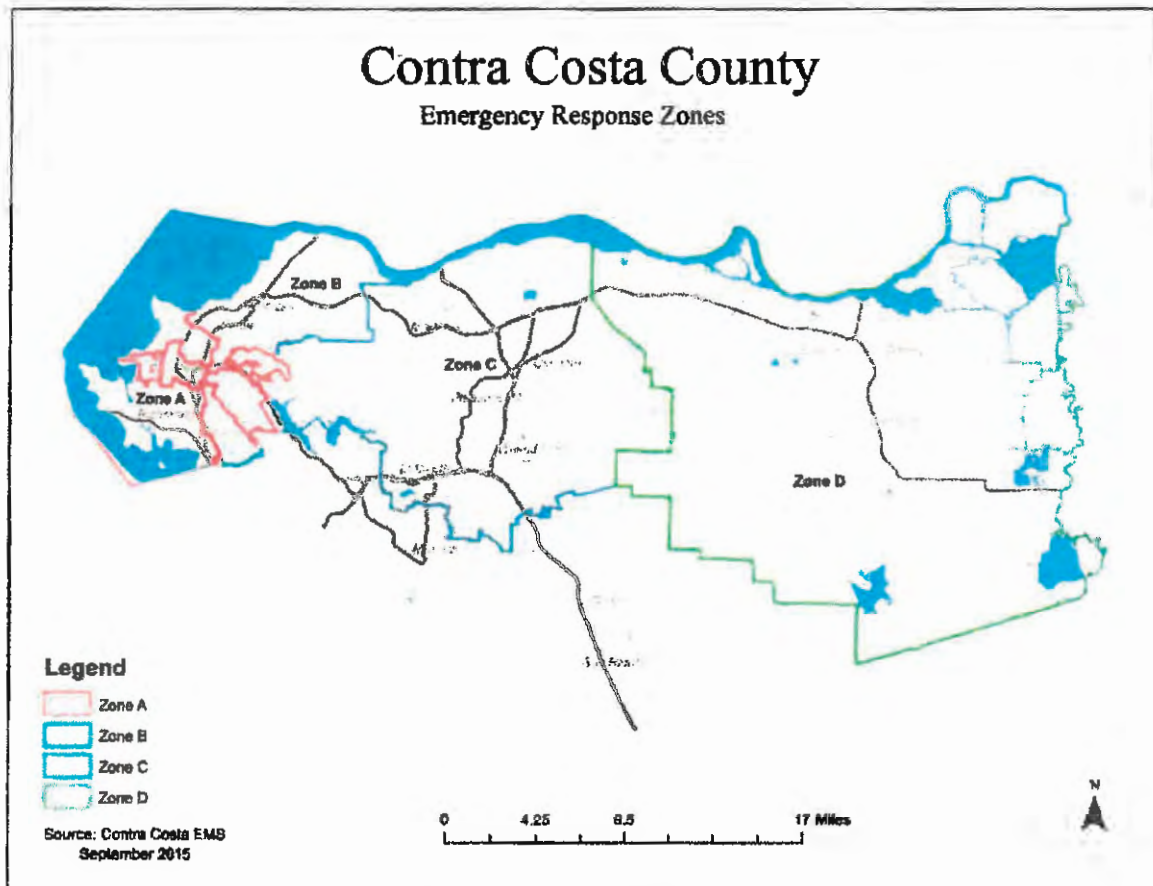 Contra Costa County
Emergency Response Zones
Zone B
Zone C
Zone A
Zone D
Legend
Zone A
Zone B
Zone C
Zone D
Source: Contra Costa EMS
September 2015
0 4.25 8.5 17 Miles
N